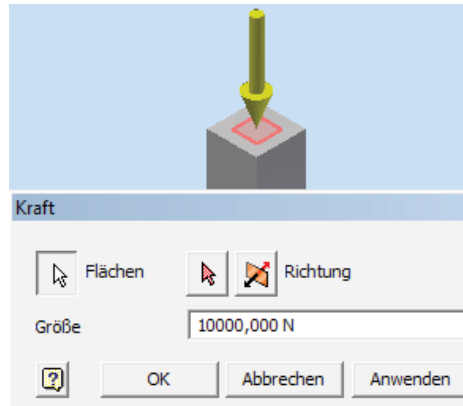 Kraft
Flächen Richtung
Größe 10000,000 N
? OK Abbrechen Anwenden